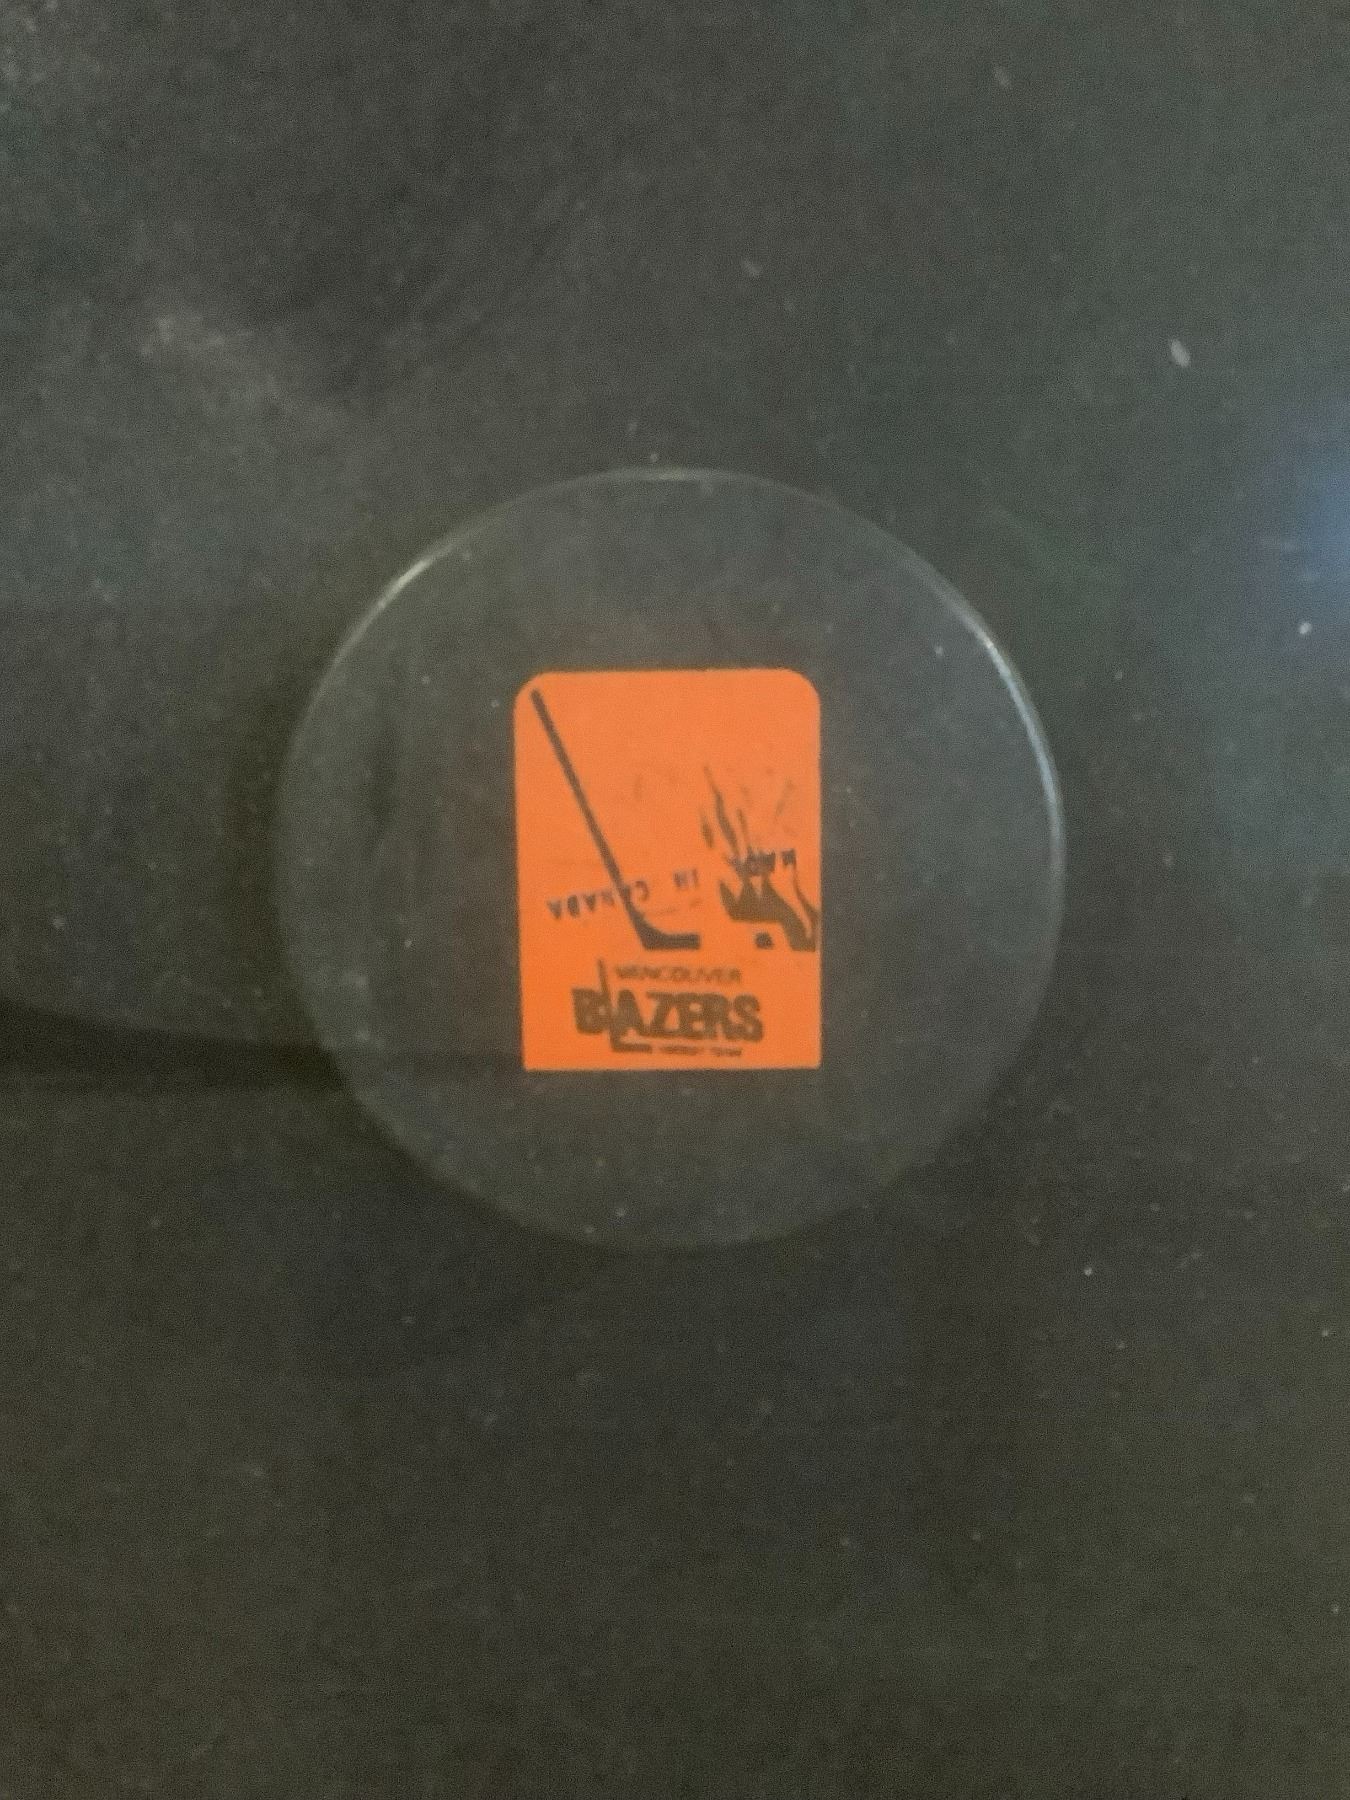 MADE IN CANADA
VANCOUVER
BLAZERS
HOCKEY TEAM